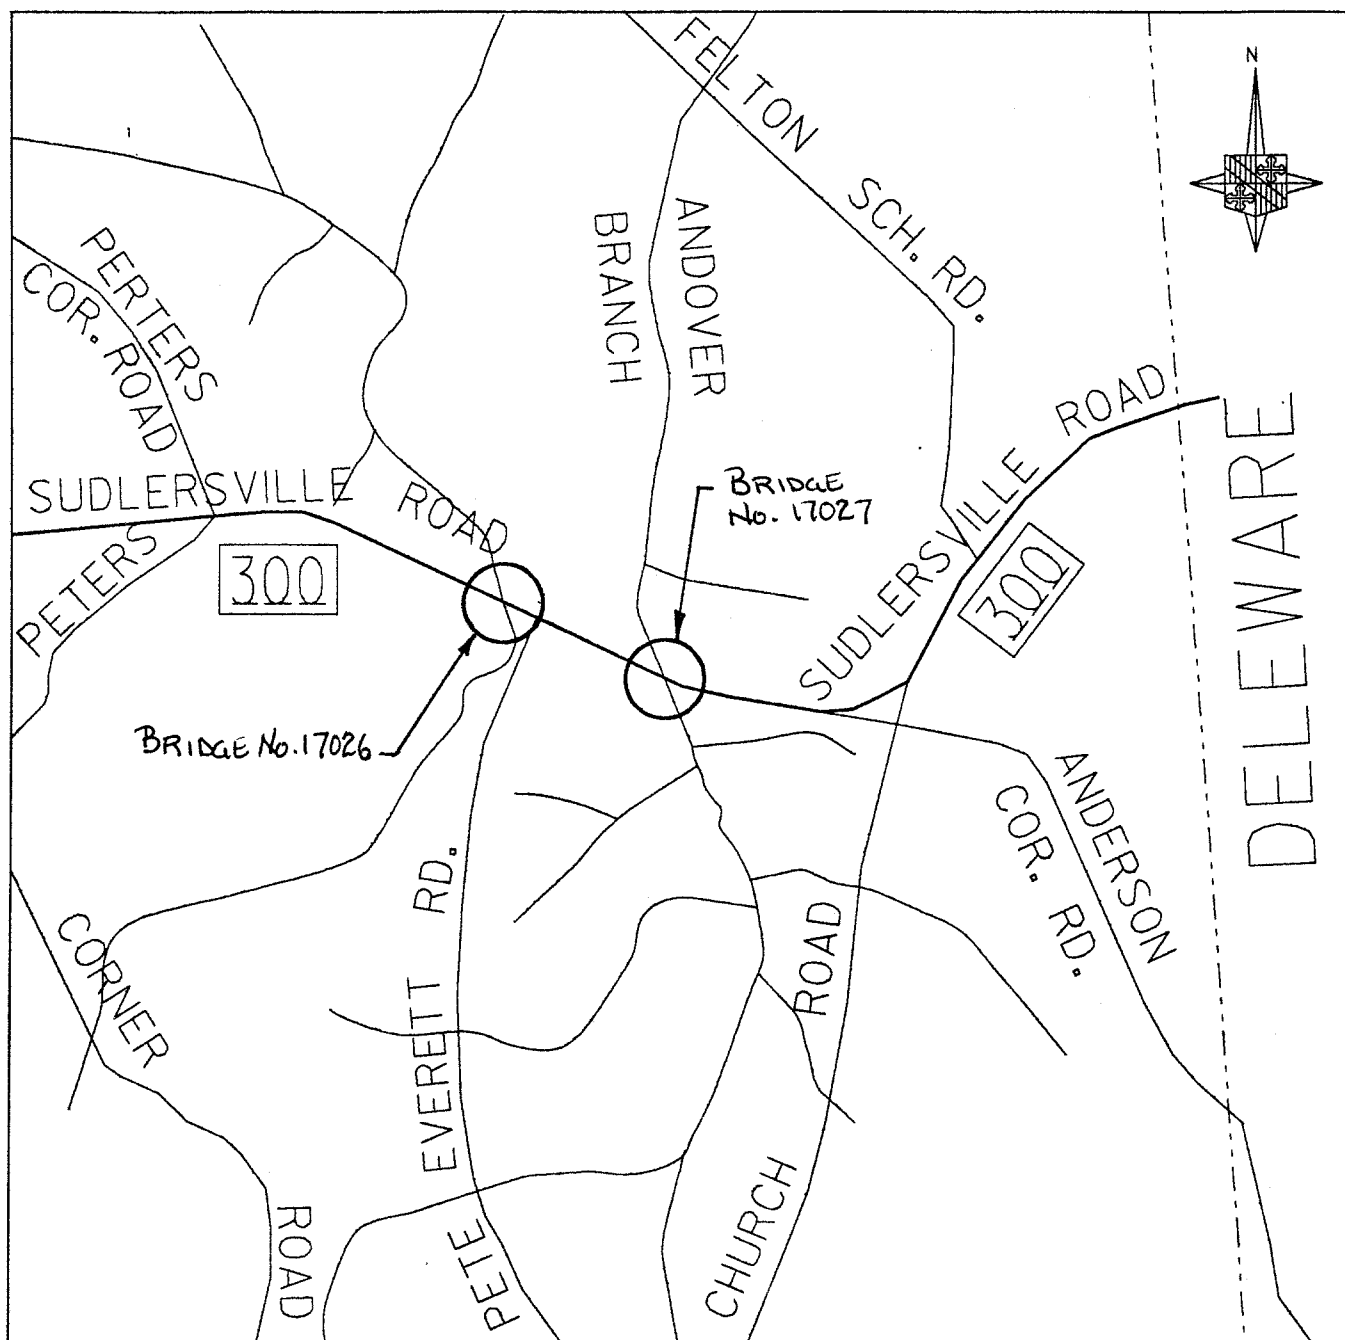 N
FELTON
SCH. RD.
ANDOVER
BRANCH
PERTERS
COR. ROAD
SUDLERSVILLE ROAD
300
PETERS
BRIDGE
No. 17027
SUDLERSVILLE ROAD
300
DELEWARE
BRIDGE No. 17026
ANDERSON
COR. RD.
CORNER
ROAD
PETE EVERETT RD.
CHURCH ROAD